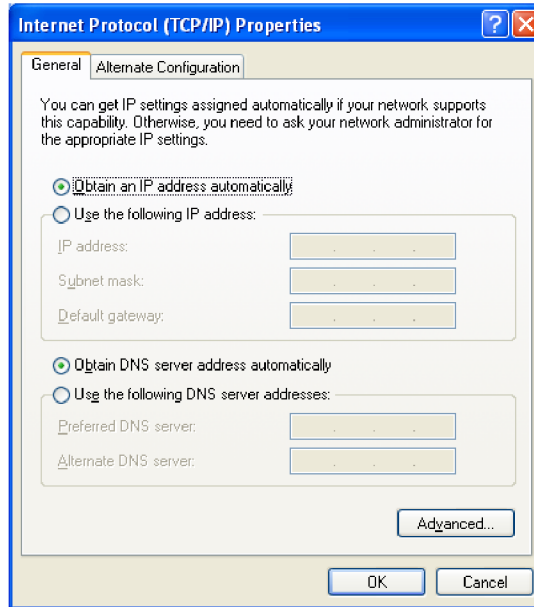 Internet Protocol (TCP/IP) Properties
General
Alternate Configuration
You can get IP settings assigned automatically if your network supports
this capability. Otherwise, you need to ask your network administrator for
the appropriate IP settings.
Obtain an IP address automatically
Use the following IP address:
IP address:
Subnet mask:
Default gateway:
Obtain DNS server address automatically
Use the following DNS server addresses:
Preferred DNS server:
Alternate DNS server:
Advanced...
OK
Cancel